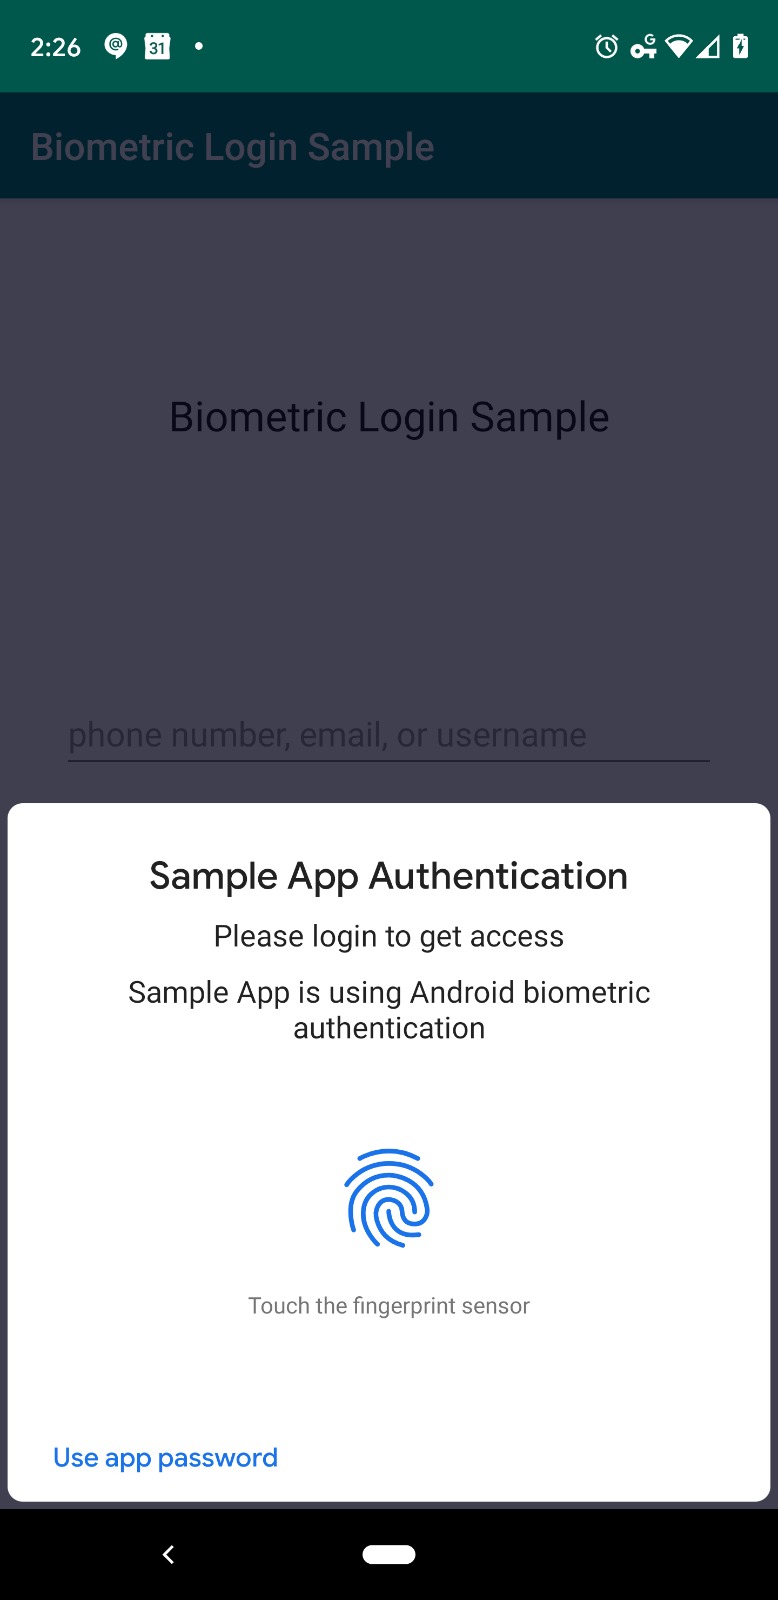 2:26
31
G
Biometric Login Sample
Biometric Login Sample
phone number, email, or username
Sample App Authentication
Please login to get access
Sample App is using Android biometric
authentication
Touch the fingerprint sensor
Use app password